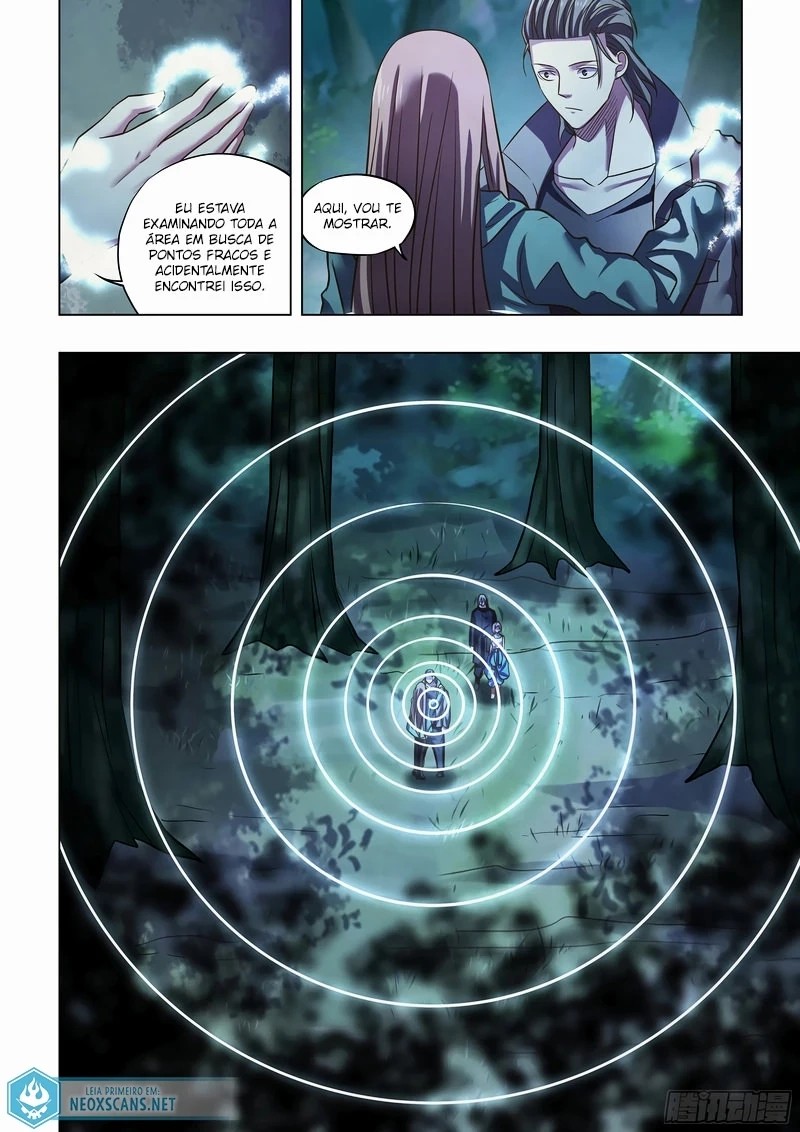 EU ESTAVA
EXAMINANDO TODA A
ÁREA EM BUSCA DE
PONTOS FRACOS E
ACIDENTALMENTE
ENCONTREI ISSO.
AQUI, VOU TE
MOSTRAR.
LEIA PRIMEIRO EM:
NEOXSCANS.NET
腾讯动漫